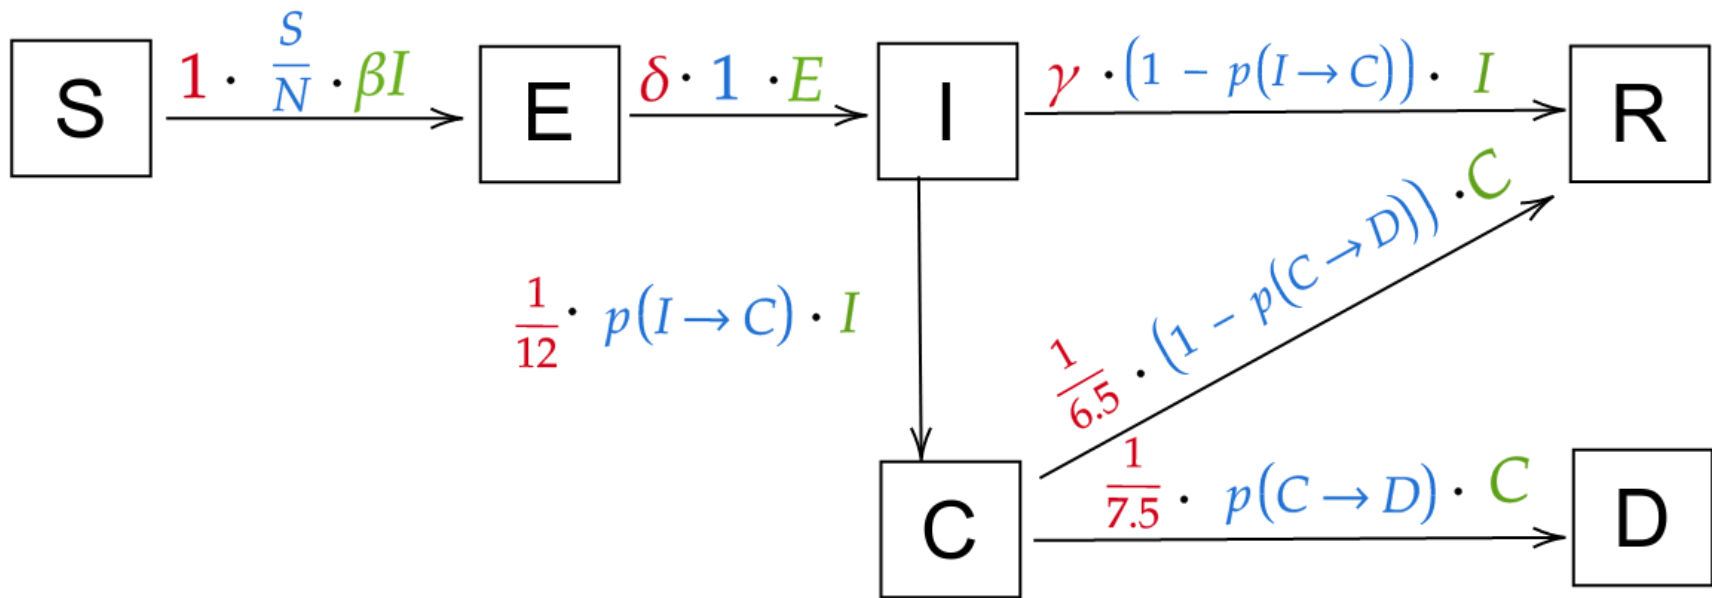 S
1 · S/N · βI
E
δ · 1 · E
I
γ · (1 − p(I → C)) · I
R
1/12 · p(I → C) · I
1/6.5 · (1 − p(C → D)) · C
C
1/7.5 · p(C → D) · C
D